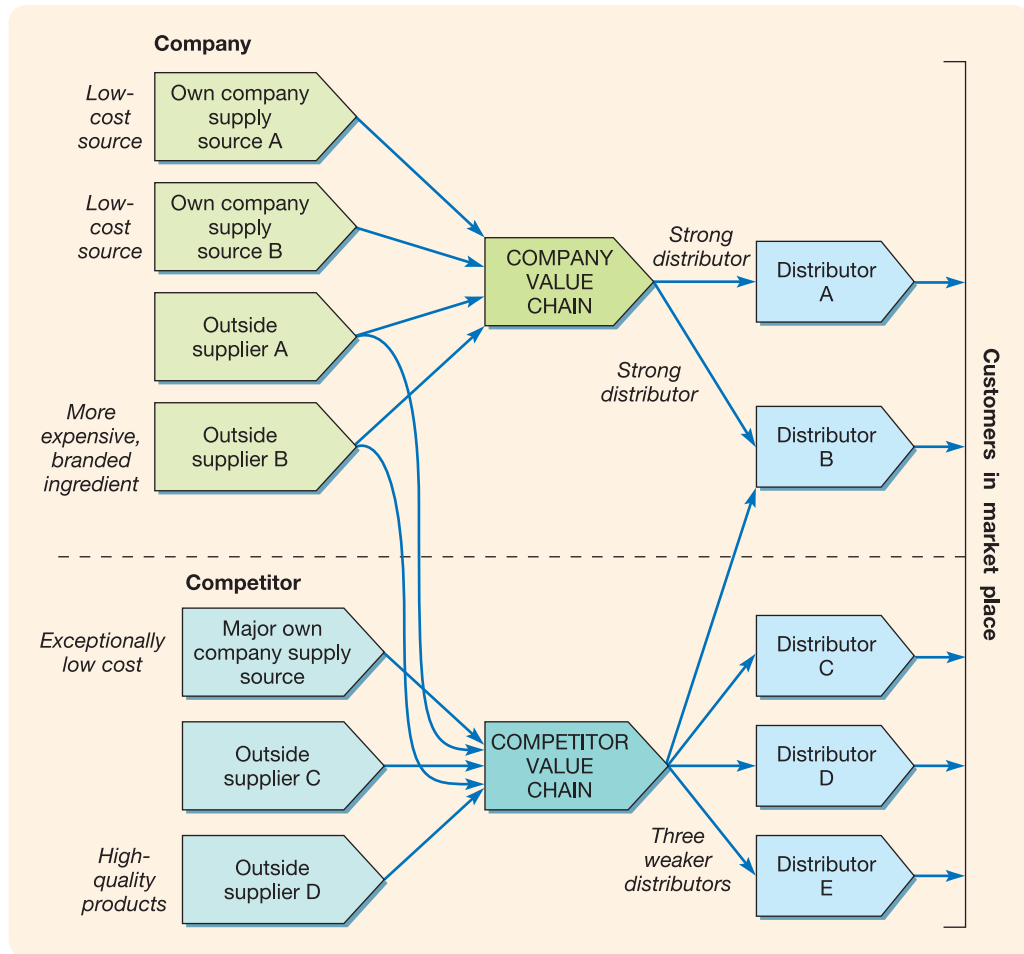 Company
Low-
cost
source
Own company
supply
source A
Low-
cost
source
Own company
supply
source B
Outside
supplier A
More
expensive,
branded
ingredient
Outside
supplier B
COMPANY
VALUE
CHAIN
Strong
distributor
Strong
distributor
Distributor
A
Distributor
B
Customers in market place
Competitor
Exceptionally
low cost
Major own
company supply
source
Outside
supplier C
High-
quality
products
Outside
supplier D
COMPETITOR
VALUE
CHAIN
Three
weaker
distributors
Distributor
C
Distributor
D
Distributor
E